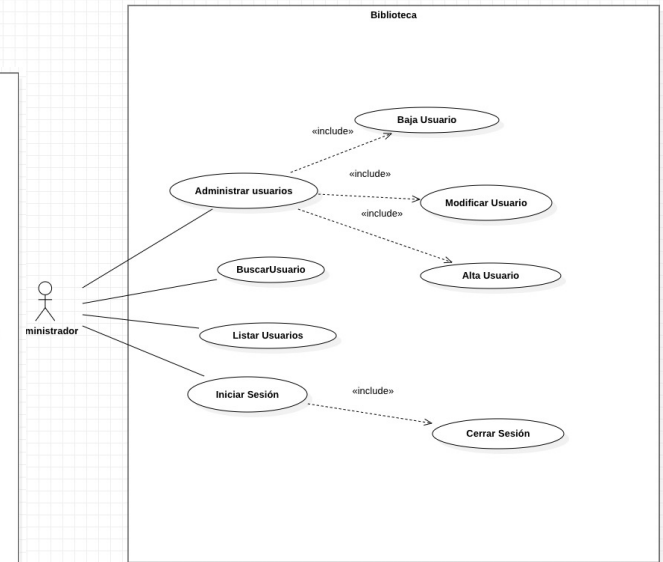 Biblioteca
Baja Usuario
«include»
«include»
Administrar usuarios
Modificar Usuario
«include»
BuscarUsuario
Alta Usuario
ministrador
Listar Usuarios
Iniciar Sesión
«include»
Cerrar Sesión